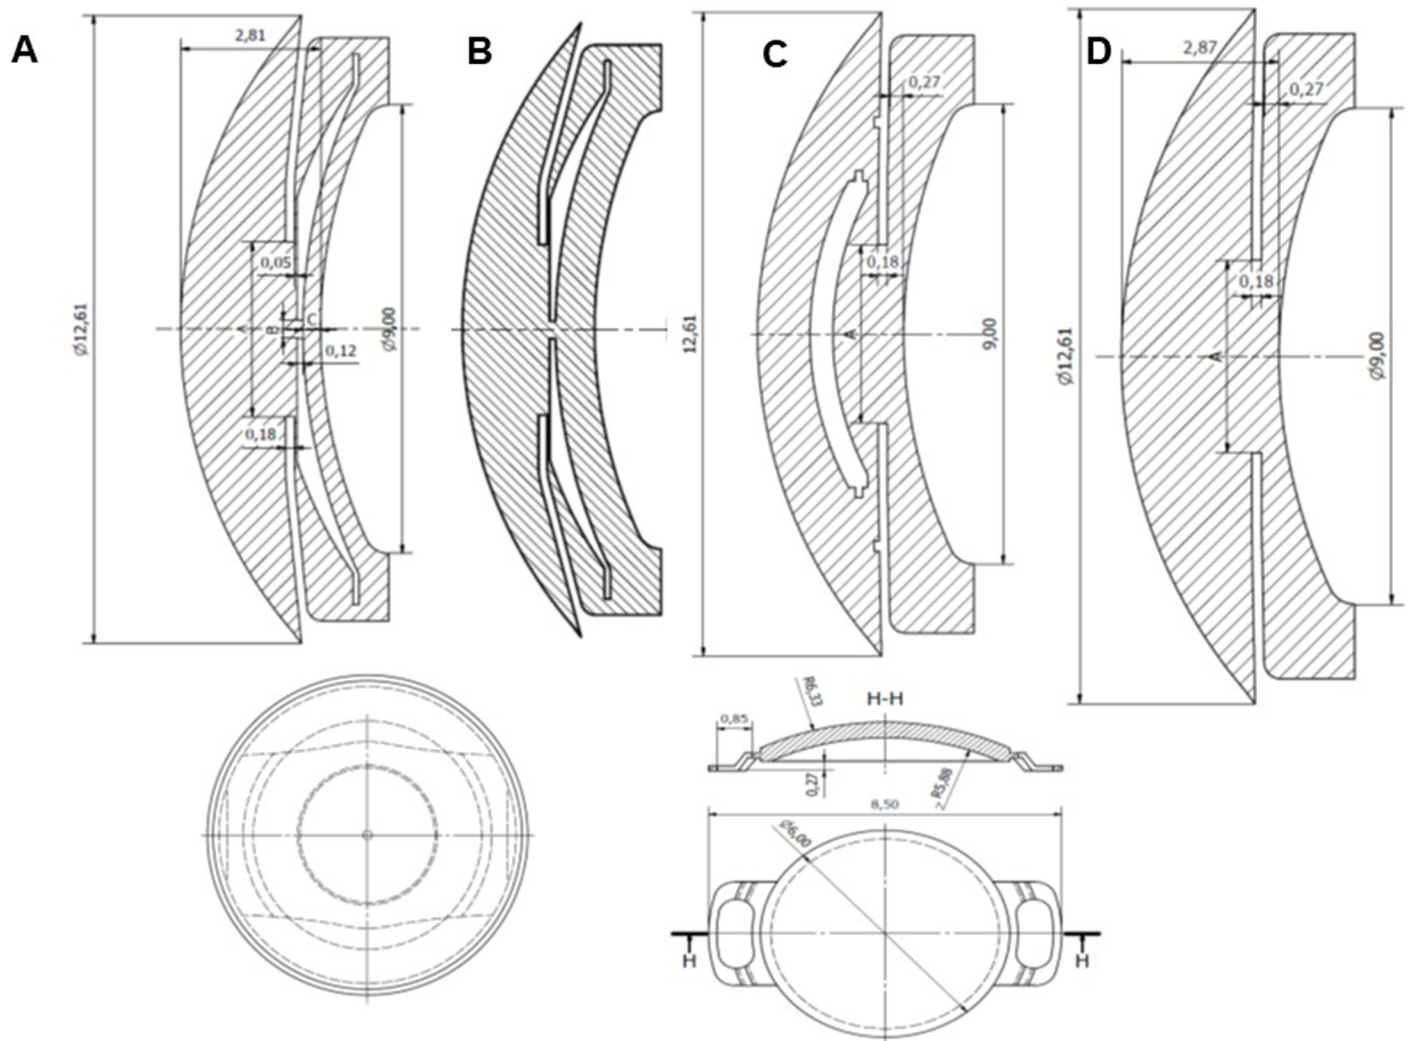 A
2,81
Ø12,61
0,05
A
B
C
0,12
0,18
Ø9,00
B
C
12,61
0,27
0,18
A
9,00
D
2,87
0,27
Ø12,61
0,18
A
Ø9,00
H-H
R6,33
0,85
0,27
R5,88
8,50
Ø6,00
H
H